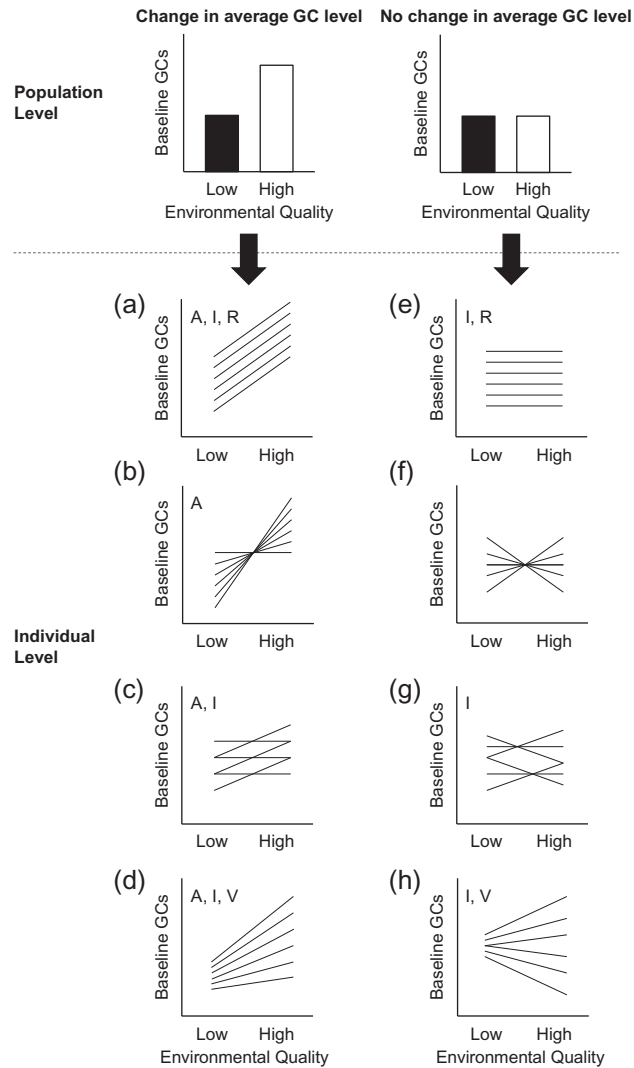 Change in average GC level
No change in average GC level
Population
Level
Baseline GCs
Low High
Environmental Quality
Baseline GCs
Low High
Environmental Quality
Individual
Level
(a)
A, I, R
Baseline GCs
Low High
(e)
I, R
Baseline GCs
Low High
(b)
A
Baseline GCs
Low High
(f)
Baseline GCs
Low High
(c)
A, I
Baseline GCs
Low High
(g)
I
Baseline GCs
Low High
(d)
A, I, V
Baseline GCs
Low High
Environmental Quality
(h)
I, V
Baseline GCs
Low High
Environmental Quality